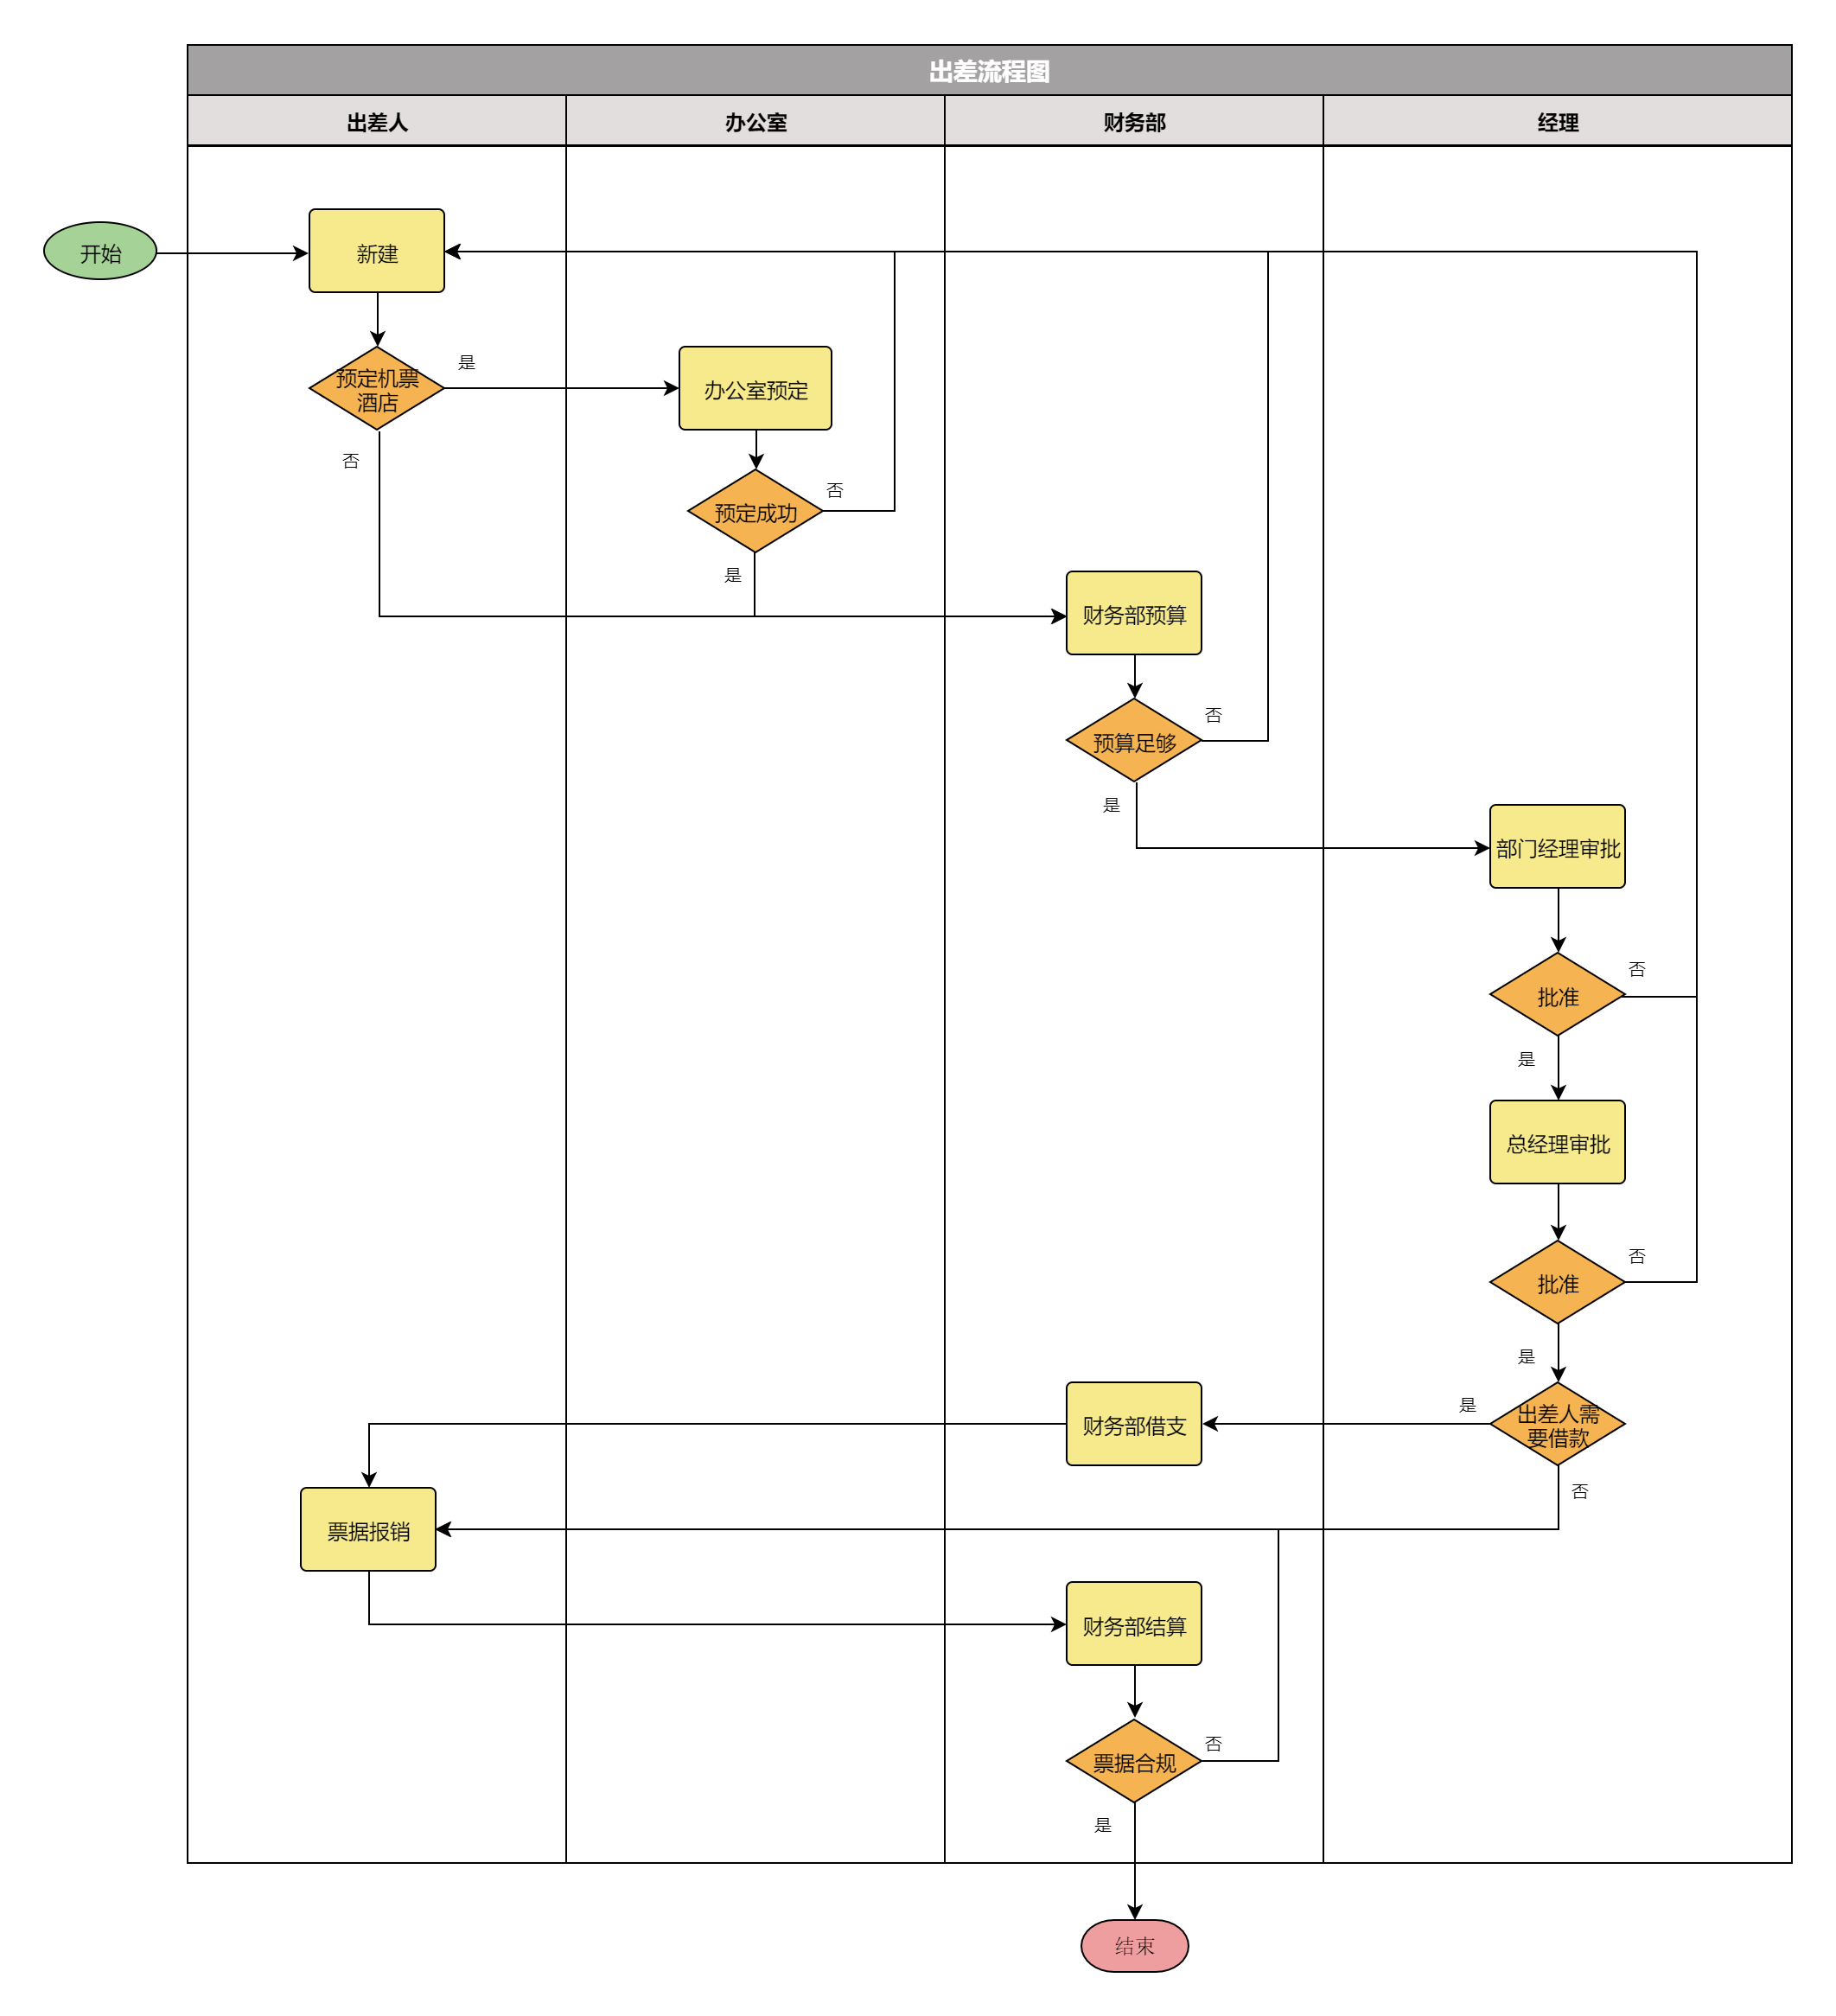 出差流程图
出差人
办公室
财务部
经理
开始
新建
预定机票
酒店
是
否
办公室预定
预定成功
否
是
财务部预算
预算足够
否
是
部门经理审批
批准
否
是
总经理审批
批准
否
是
出差人需
要借款
是
否
财务部借支
票据报销
财务部结算
票据合规
否
是
结束